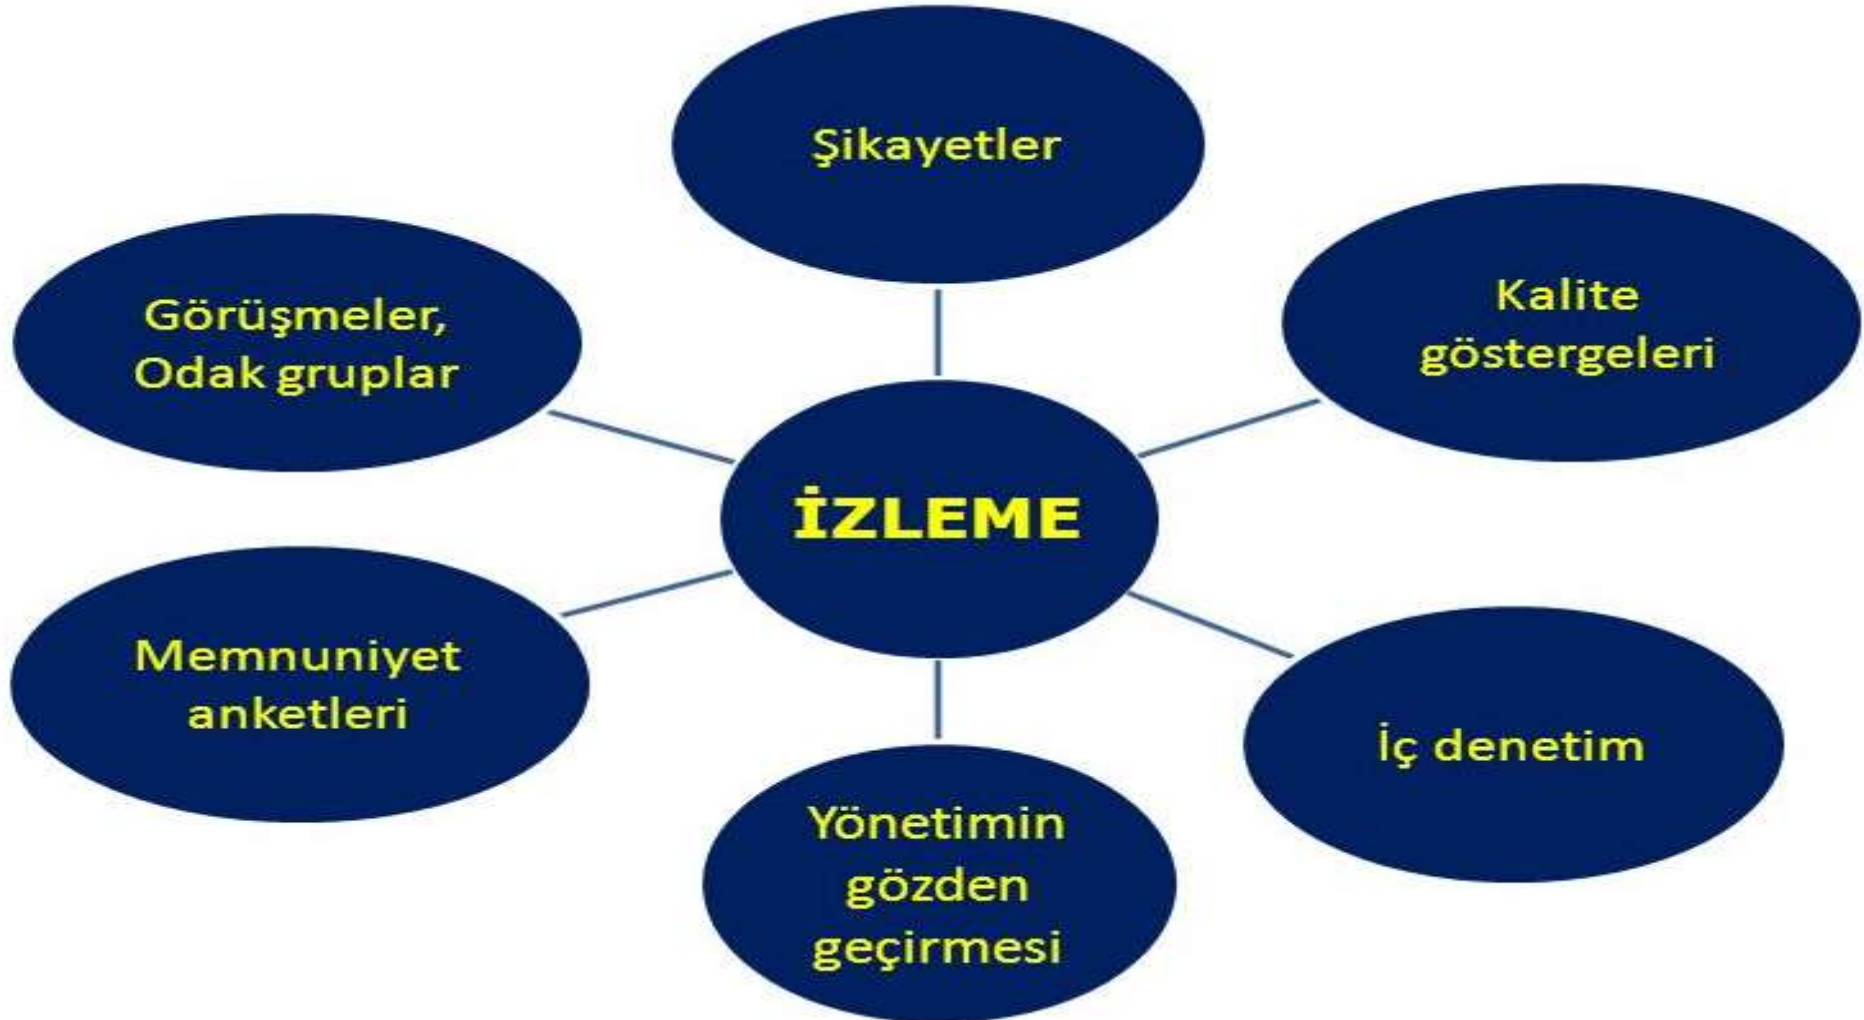 Şikayetler
Kalite
göstergeleri
İç denetim
Yönetimin
gözden
geçirmesi
Memnuniyet
anketleri
Görüşmeler,
Odak gruplar
İZLEME